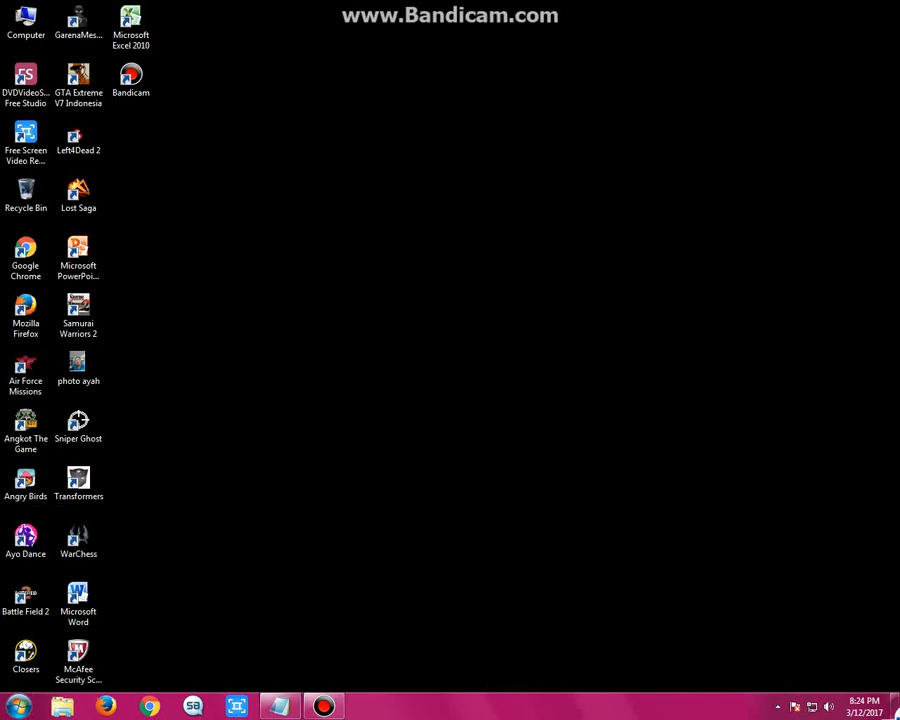 www.Bandicam.com
Computer
GarenaMes...
Microsoft
Excel 2010
DVDVideoS...
Free Studio
GTA Extreme
V7 Indonesia
Bandicam
Free Screen
Video Re...
Left4Dead 2
Recycle Bin
Lost Saga
Google
Chrome
Microsoft
PowerPoi...
Mozilla
Firefox
Samurai
Warriors 2
Air Force
Missions
photo ayah
Angkot The
Game
Sniper Ghost
Angry Birds
Transformers
Ayo Dance
WarChess
Battle Field 2
Microsoft
Word
Closers
McAfee
Security Sc...
SB
8:24 PM
3/12/2017